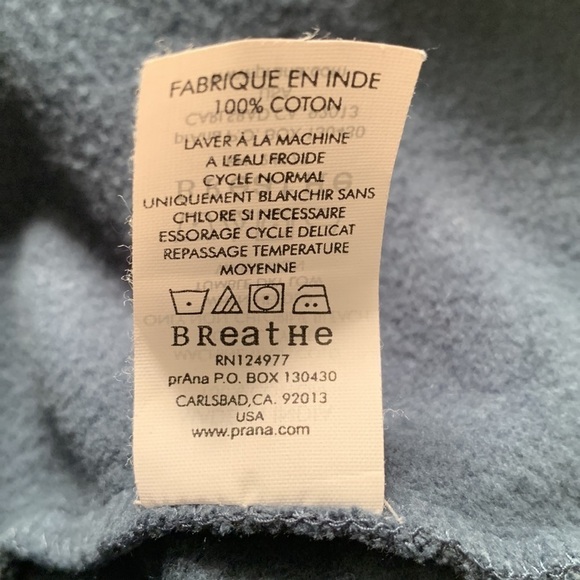 FABRIQUE EN INDE
100% COTON
LAVER À LA MACHINE
A L'EAU FROIDE
CYCLE NORMAL
UNIQUEMENT BLANCHIR SANS
CHLORE SI NECESSAIRE
ESSORAGE CYCLE DELICAT
REPASSAGE TEMPERATURE
MOYENNE
BReatHe
RN124977
prAna P.O. BOX 130430
CARLSBAD,CA. 92013
USA
www.prana.com